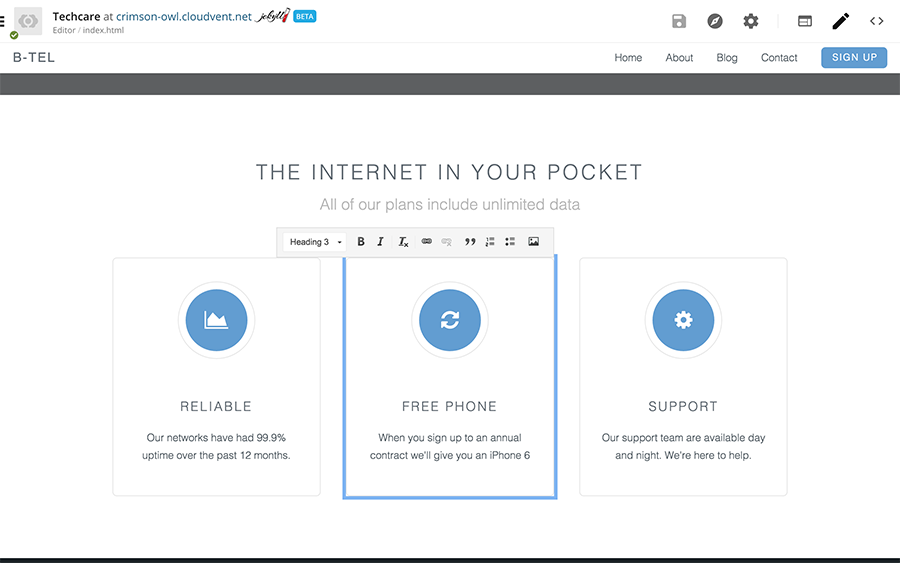 Techcare at crimson-owl.cloudvent.net jekyll BETA
Editor / index.html
B-TEL Home About Blog Contact SIGN UP
THE INTERNET IN YOUR POCKET
All of our plans include unlimited data
Heading 3 B I Tx
RELIABLE
Our networks have had 99.9%
uptime over the past 12 months.
FREE PHONE
When you sign up to an annual
contract we'll give you an iPhone 6
SUPPORT
Our support team are available day
and night. We're here to help.